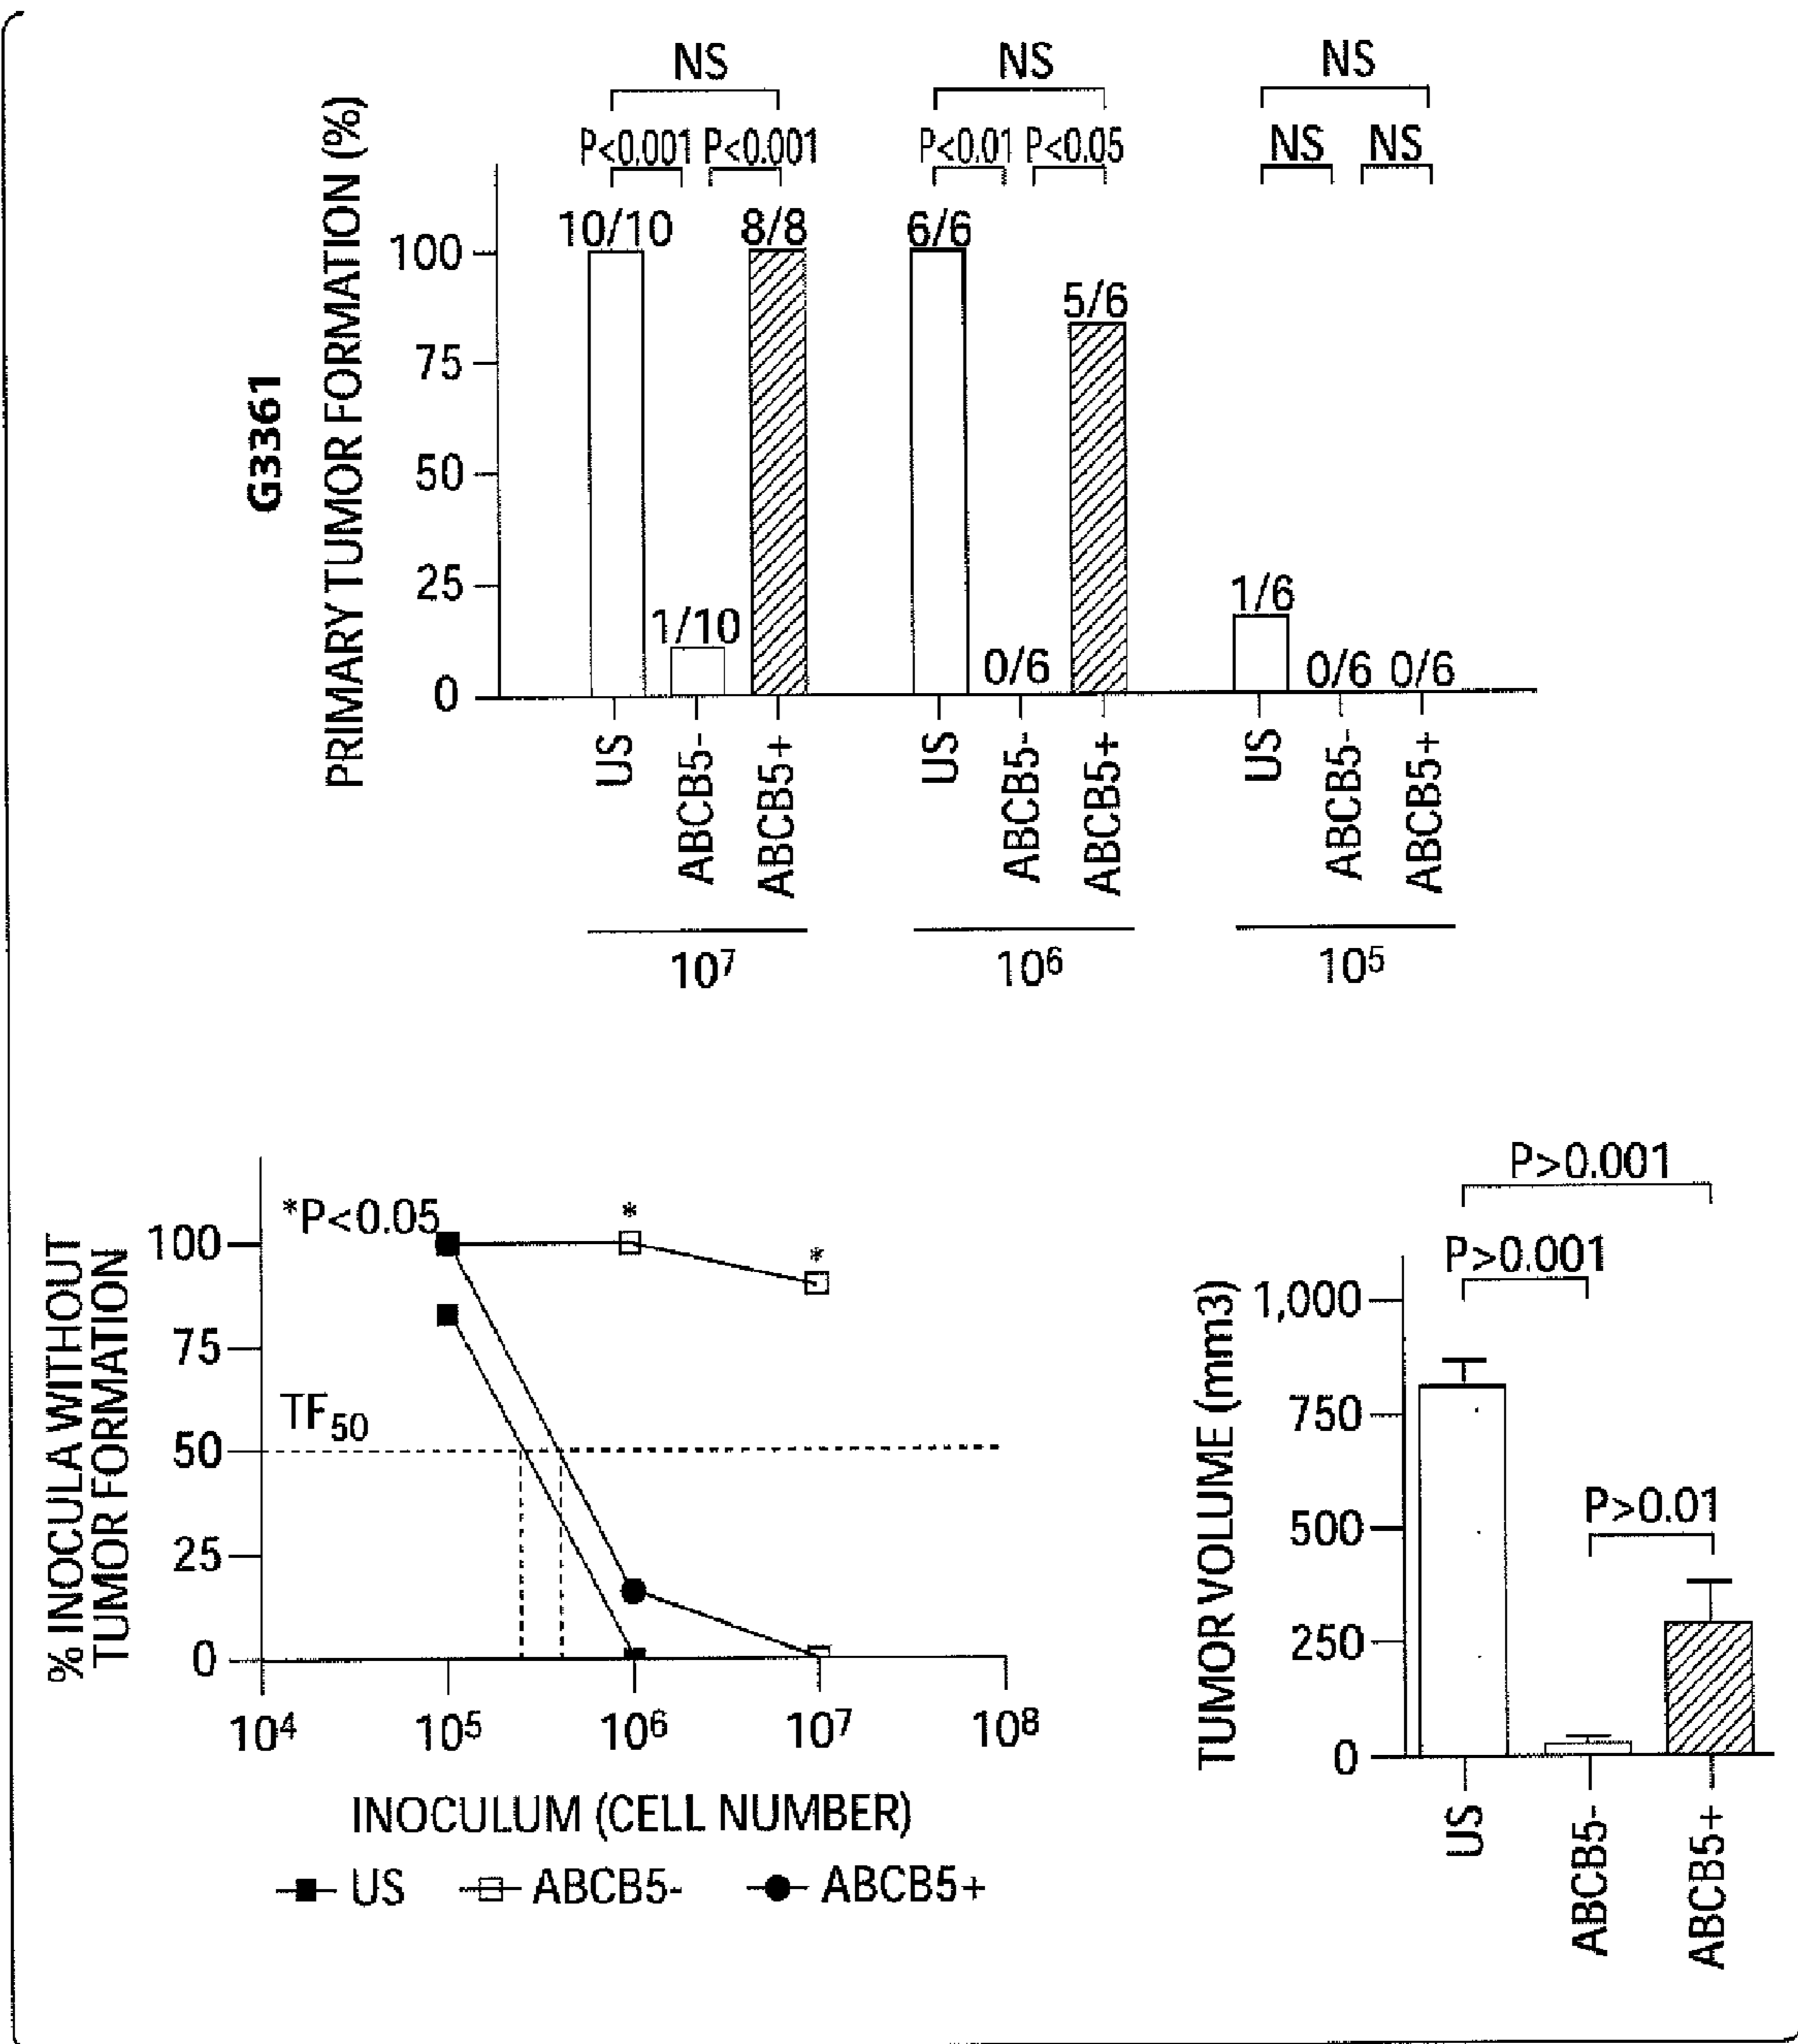 NS NS NS
P<0.001 P<0.001 P<0.01 P<0.05 NS NS
G3361
PRIMARY TUMOR FORMATION (%)
10/10 8/8 6/6
100
5/6
75
50
25
1/6
1/10
0/6
0/6 0/6
0
US ABCB5- ABCB5+ US ABCB5- ABCB5+ US ABCB5- ABCB5+
10⁷ 10⁶ 10⁵
% INOCULA WITHOUT
TUMOR FORMATION
*P<0.05
*
*
100
75
TF₅₀
50
25
0
10⁴ 10⁵ 10⁶ 10⁷ 10⁸
INOCULUM (CELL NUMBER)
US ABCB5- ABCB5+
P>0.001
P>0.001
TUMOR VOLUME (mm3)
1,000
750
P>0.01
500
250
0
US ABCB5- ABCB5+